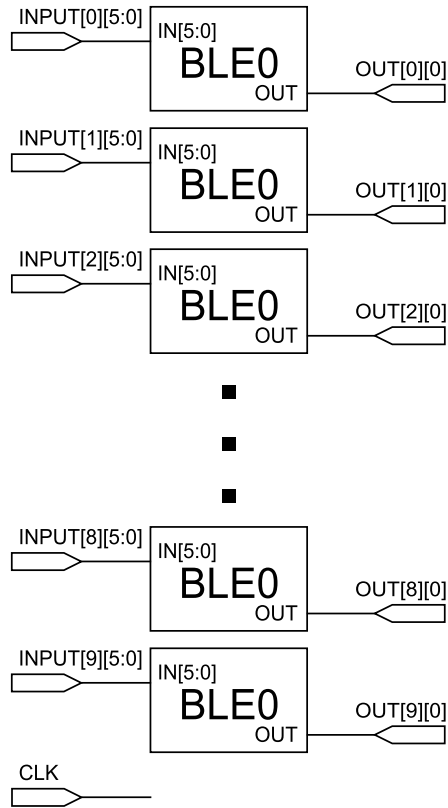 INPUT[0][5:0]
IN[5:0]
BLE0
OUT
OUT[0][0]
INPUT[1][5:0]
IN[5:0]
BLE0
OUT
OUT[1][0]
INPUT[2][5:0]
IN[5:0]
BLE0
OUT
OUT[2][0]
INPUT[8][5:0]
IN[5:0]
BLE0
OUT
OUT[8][0]
INPUT[9][5:0]
IN[5:0]
BLE0
OUT
OUT[9][0]
CLK